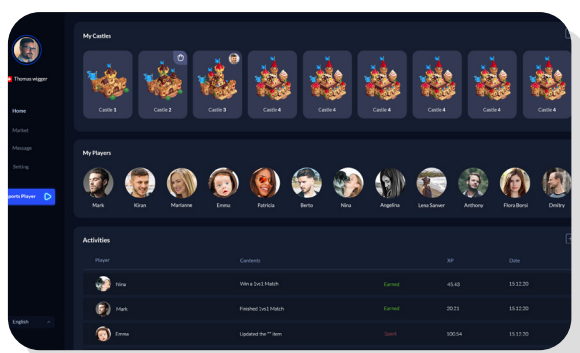 My Castles
Thomas wigger
Castle 1
Castle 2
Castle 3
Castle 4
Castle 4
Castle 4
Castle 4
Castle 4
Castle 4
Home
Market
Message
Setting
ports Player
My Players
Mark
Kiran
Marianne
Emma
Patricia
Berto
Nina
Angelina
Lena Sanwer
Anthony
Flora Borsi
Dmitry
Activities
Player Contents XP Date
Nina Win a 1vs1 Match Earned 45.43 15.12.20
Mark Finished 1vs1 Match Earned 20.21 15.12.20
Emma Updated the "" item Spent 100.54 15.12.20
English